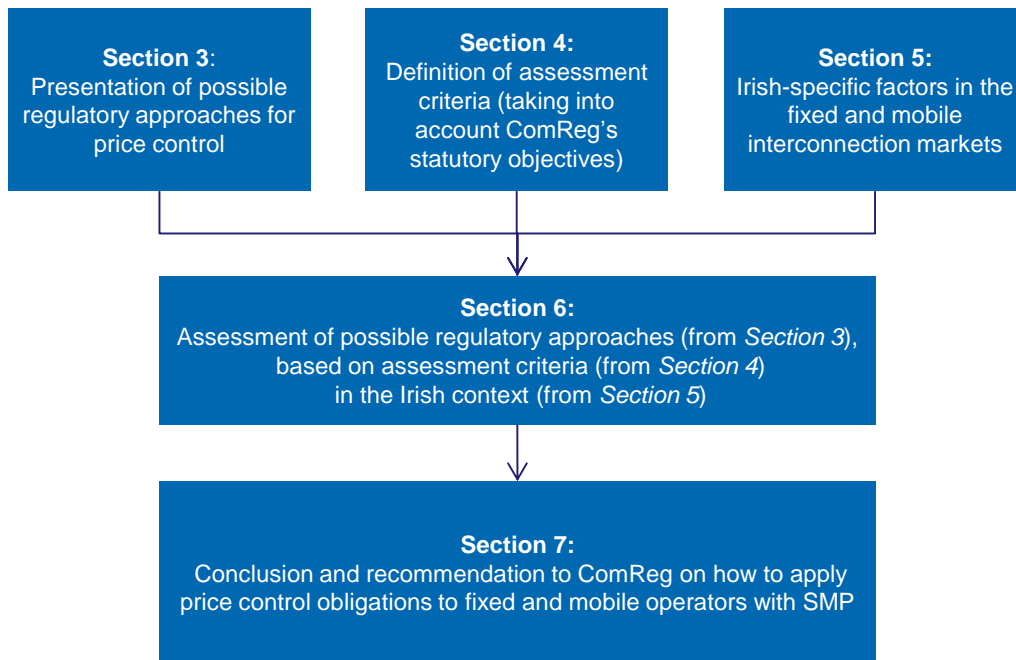 Section 3:
Presentation of possible
regulatory approaches for
price control
Section 4:
Definition of assessment
criteria (taking into
account ComReg's
statutory objectives)
Section 5:
Irish-specific factors in the
fixed and mobile
interconnection markets
Section 6:
Assessment of possible regulatory approaches (from Section 3),
based on assessment criteria (from Section 4)
in the Irish context (from Section 5)
Section 7:
Conclusion and recommendation to ComReg on how to apply
price control obligations to fixed and mobile operators with SMP